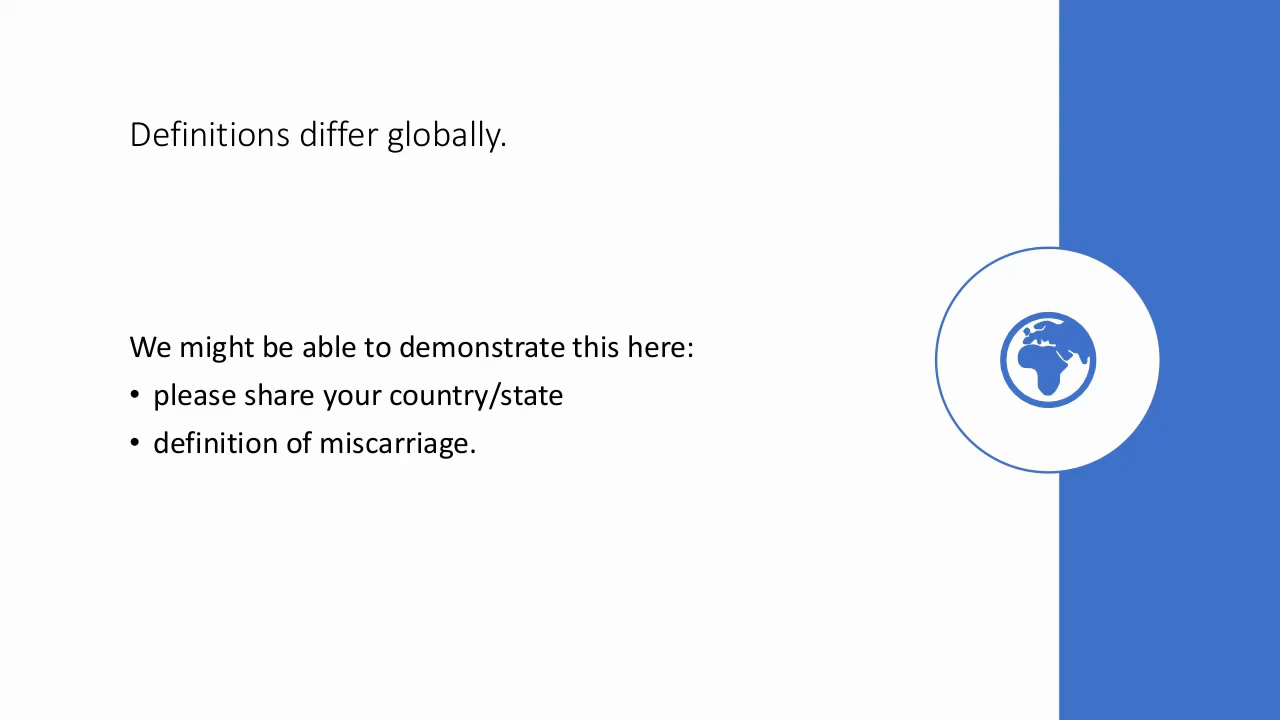 Definitions differ globally.
We might be able to demonstrate this here:
• please share your country/state
• definition of miscarriage.